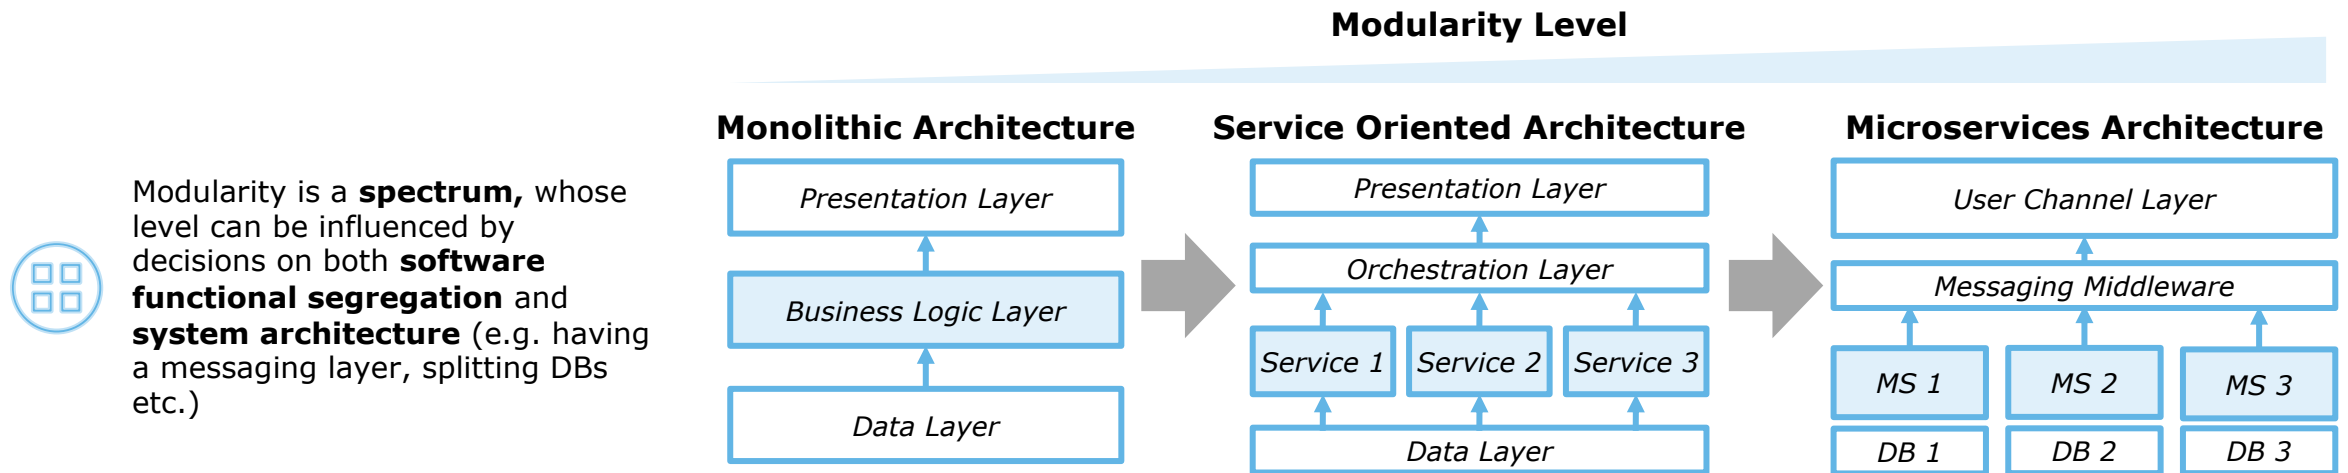 Modularity Level
Modularity is a spectrum, whose
level can be influenced by
decisions on both software
functional segregation and
system architecture (e.g. having
a messaging layer, splitting DBs
etc.)
Monolithic Architecture
Presentation Layer
Business Logic Layer
Data Layer
Service Oriented Architecture
Presentation Layer
Orchestration Layer
Service 1
Service 2
Service 3
Data Layer
Microservices Architecture
User Channel Layer
Messaging Middleware
MS 1
MS 2
MS 3
DB 1
DB 2
DB 3